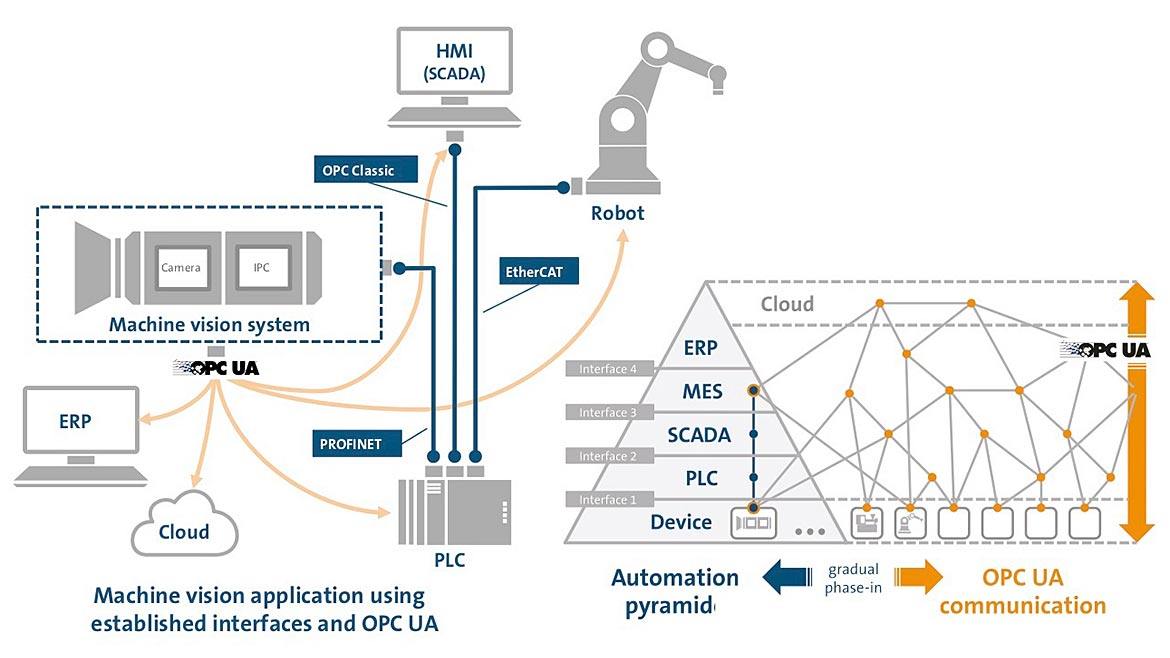 HMI
(SCADA)
OPC Classic
Robot
EtherCAT
Camera
IPC
Machine vision system
OPC UA
ERP
PROFINET
Cloud
PLC
Machine vision application using
established interfaces and OPC UA
Cloud
ERP
OPC UA
Interface 4
MES
Interface 3
SCADA
Interface 2
PLC
Interface 1
Device
Automation
pyramid
gradual
phase-in
OPC UA
communication